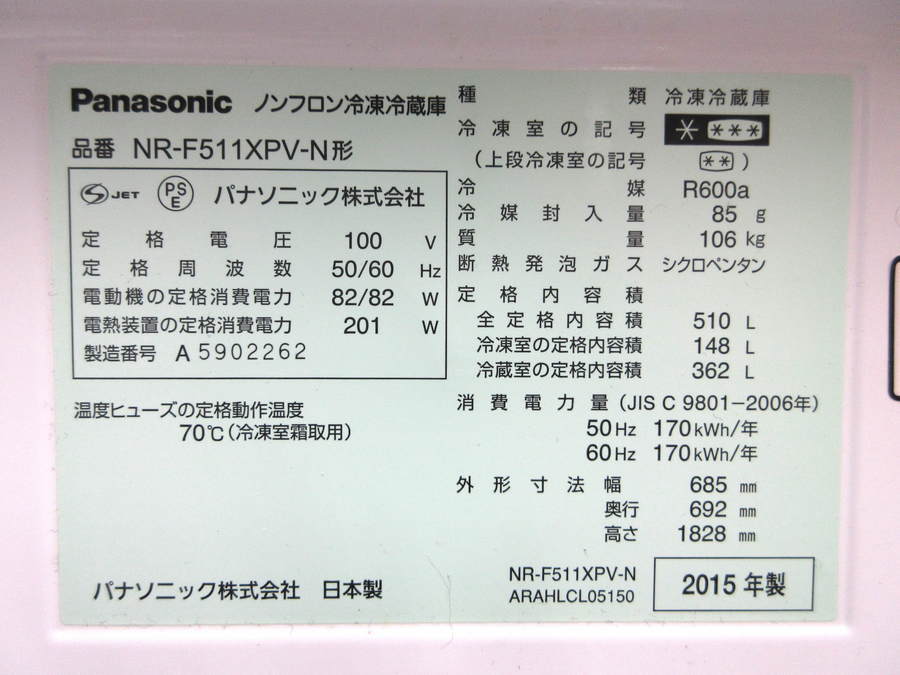 Panasonic ノンフロン冷凍冷蔵庫
品番 NR-F511XPV-N形
S JET PSE パナソニック株式会社
定格電圧 100 V
定格周波数 50/60 Hz
電動機の定格消費電力 82/82 W
電熱装置の定格消費電力 201 W
製造番号 A 5902262
温度ヒューズの定格動作温度
70℃(冷凍室霜取用)
パナソニック株式会社 日本製
種類 冷凍冷蔵庫
冷凍室の記号 * ***
(上段冷凍室の記号 **)
冷媒 R600a
冷媒封入量 85 g
質量 106 kg
断熱発泡ガス シクロペンタン
定格内容積
全定格内容積 510 L
冷凍室の定格内容積 148 L
冷蔵室の定格内容積 362 L
消費電力量(JIS C 9801-2006年)
50Hz 170kWh/年
60Hz 170kWh/年
外形寸法幅 685 mm
奥行 692 mm
高さ 1828 mm
NR-F511XPV-N
ARAHLCL05150
2015年製